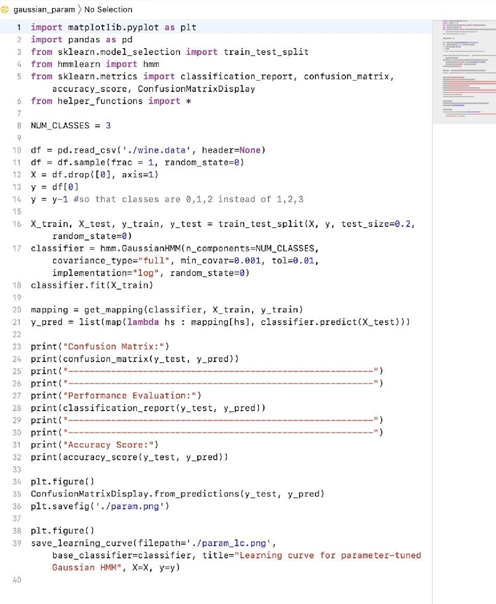 gaussian_param > No Selection
1 import matplotlib.pyplot as plt
2 import pandas as pd
3 from sklearn.model_selection import train_test_split
4 from hmmlearn import hmm
5 from sklearn.metrics import classification_report, confusion_matrix,
accuracy_score, ConfusionMatrixDisplay
6 from helper_functions import *
7
8 NUM_CLASSES = 3
9
10 df = pd.read_csv('./wine.data', header=None)
11 df = df.sample(frac = 1, random_state=0)
12 X = df.drop([0], axis=1)
13 y = df[0]
14 y = y-1 #so that classes are 0,1,2 instead of 1,2,3
15
16 X_train, X_test, y_train, y_test = train_test_split(X, y, test_size=0.2,
random_state=0)
17 classifier = hmm.GaussianHMM(n_components=NUM_CLASSES,
covariance_type="full", min_covar=0.001, tol=0.01,
implementation="log", random_state=0)
18 classifier.fit(X_train)
19
20 mapping = get_mapping(classifier, X_train, y_train)
21 y_pred = list(map(lambda hs : mapping[hs], classifier.predict(X_test)))
22
23 print("Confusion Matrix:")
24 print(confusion_matrix(y_test, y_pred))
25 print("----------------------------------------------------")
26 print("----------------------------------------------------")
27 print("Performance Evaluation:")
28 print(classification_report(y_test, y_pred))
29 print("----------------------------------------------------")
30 print("----------------------------------------------------")
31 print("Accuracy Score:")
32 print(accuracy_score(y_test, y_pred))
33
34 plt.figure()
35 ConfusionMatrixDisplay.from_predictions(y_test, y_pred)
36 plt.savefig('./param.png')
37
38 plt.figure()
39 save_learning_curve(filepath='./param_lc.png',
base_classifier=classifier, title="Learning curve for parameter-tuned
Gaussian HMM", X=X, y=y)
40